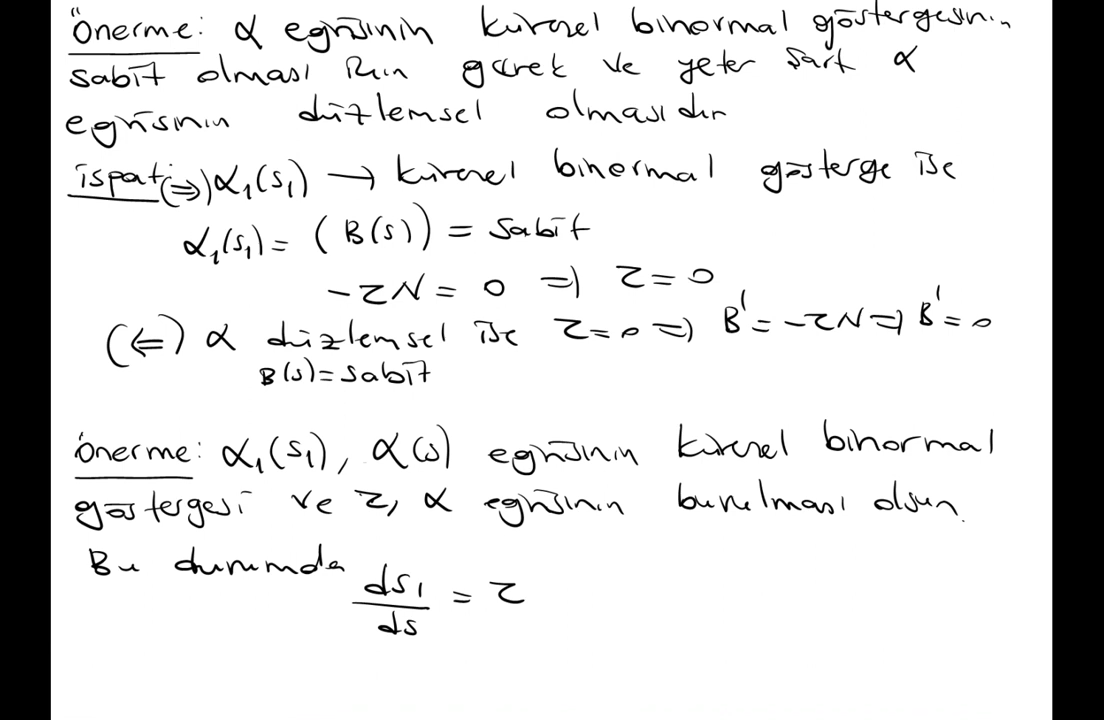 Önerme: α eğrisinin küresel binormal göstergesinin
sabit olması için gerek ve yeter şart α
eğrisinin düzlemsel olmasıdır
ispat: (⇒) α₁(s₁) → küresel binormal gösterge ise
α₁(s₁) = (B(s)) = sabit
-τN = 0 ⇒ τ = 0
(⇐) α düzlemsel ise τ = 0 ⇒ B' = -τN ⇒ B' = 0
B(s) = sabit
önerme: α₁(s₁), α(s) eğrisinin küresel binormal
göstergesi ve τ, α eğrisinin burulması olsun.
Bu durumda ds₁/ds = τ